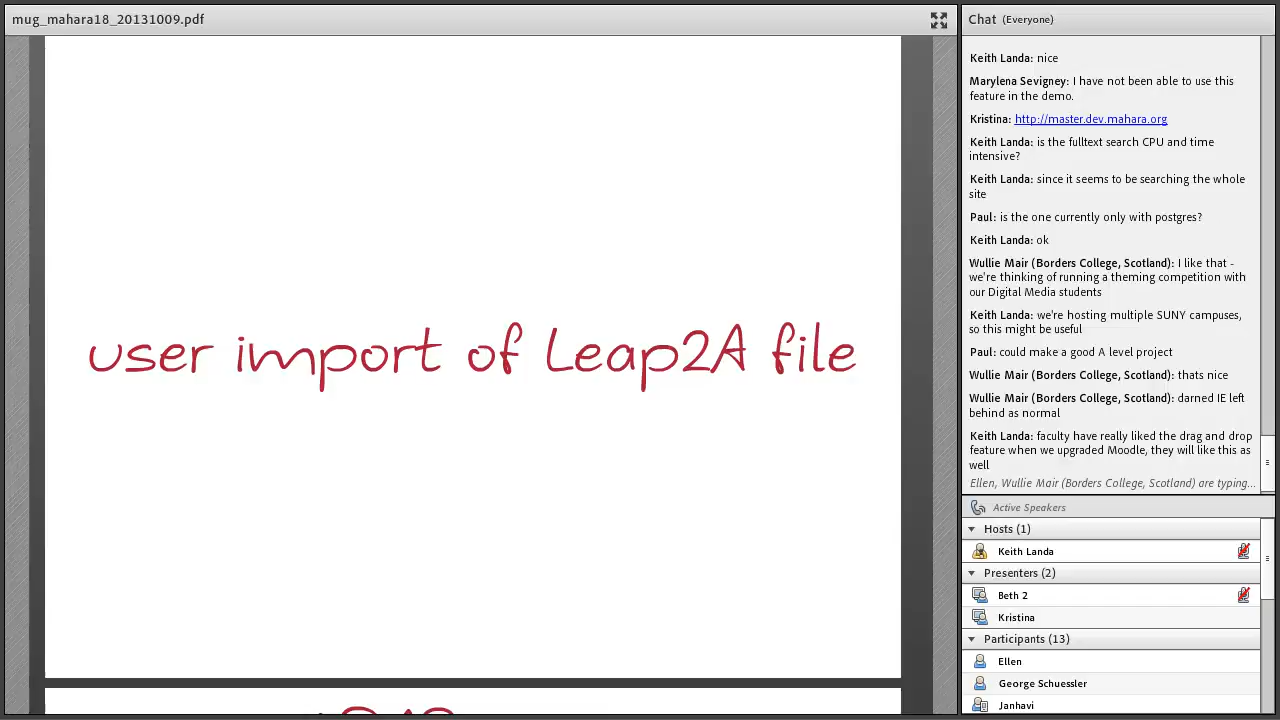 mug_mahara18_20131009.pdf
user import of Leap2A file
Chat (Everyone)
Keith Landa: nice
Marylena Sevigney: I have not been able to use this
feature in the demo.
Kristina: http://master.dev.mahara.org
Keith Landa: is the fulltext search CPU and time
intensive?
Keith Landa: since it seems to be searching the whole
site
Paul: is the one currently only with postgres?
Keith Landa: ok
Wullie Mair (Borders College, Scotland): I like that -
we're thinking of running a theming competition with
our Digital Media students
Keith Landa: we're hosting multiple SUNY campuses,
so this might be useful
Paul: could make a good A level project
Wullie Mair (Borders College, Scotland): thats nice
Wullie Mair (Borders College, Scotland): darned IE left
behind as normal
Keith Landa: faculty have really liked the drag and drop
feature when we upgraded Moodle, they will like this as
well
Ellen, Wullie Mair (Borders College, Scotland) are typing...
Active Speakers
Hosts (1)
Keith Landa
Presenters (2)
Beth 2
Kristina
Participants (13)
Ellen
George Schuessler
Janhavi